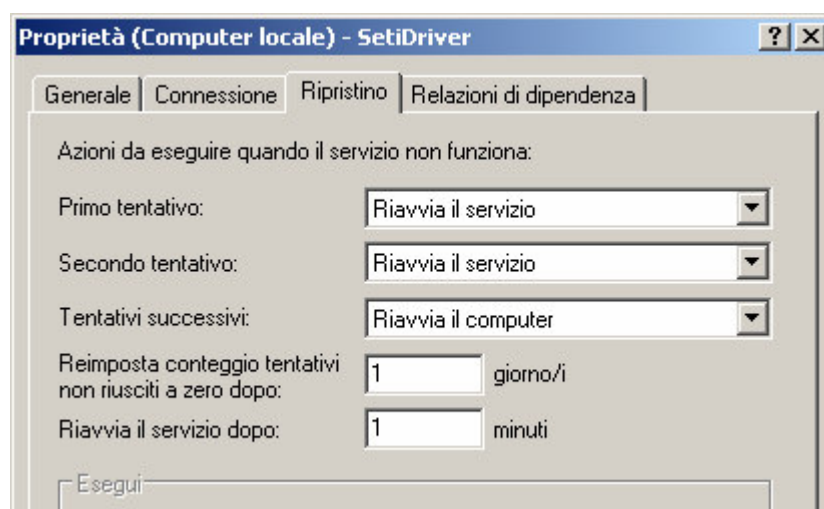 Proprietà (Computer locale) - SetiDriver
Generale Connessione Ripristino Relazioni di dipendenza
Azioni da eseguire quando il servizio non funziona:
Primo tentativo: Riavvia il servizio
Secondo tentativo: Riavvia il servizio
Tentativi successivi: Riavvia il computer
Reimposta conteggio tentativi
non riusciti a zero dopo: 1 giorno/i
Riavvia il servizio dopo: 1 minuti
Esegui